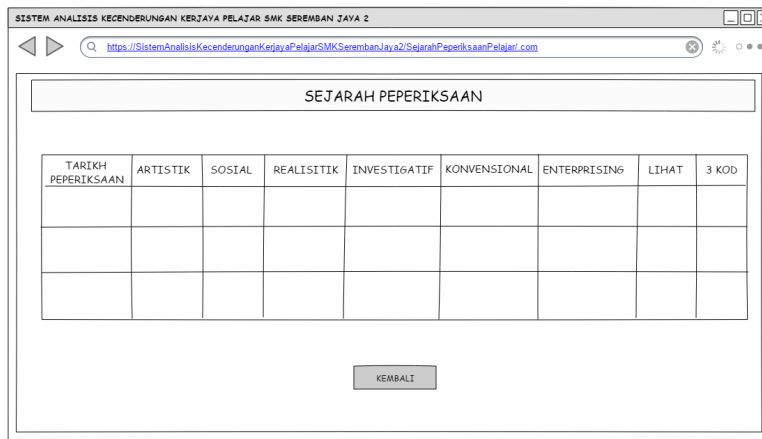 SISTEM ANALISIS KECENDERUNGAN KERJAYA PELAJAR SMK SEREMBAN JAYA 2
https://SistemAnalisisKecenderunganKerjayaPelajarSMKSerembanJaya2/SejarahPeperiksaanPelajar/.com
SEJARAH PEPERIKSAAN
TARIKH PEPERIKSAAN ARTISTIK SOSIAL REALISITIK INVESTIGATIF KONVENSIONAL ENTERPRISING LIHAT 3 KOD
KEMBALI